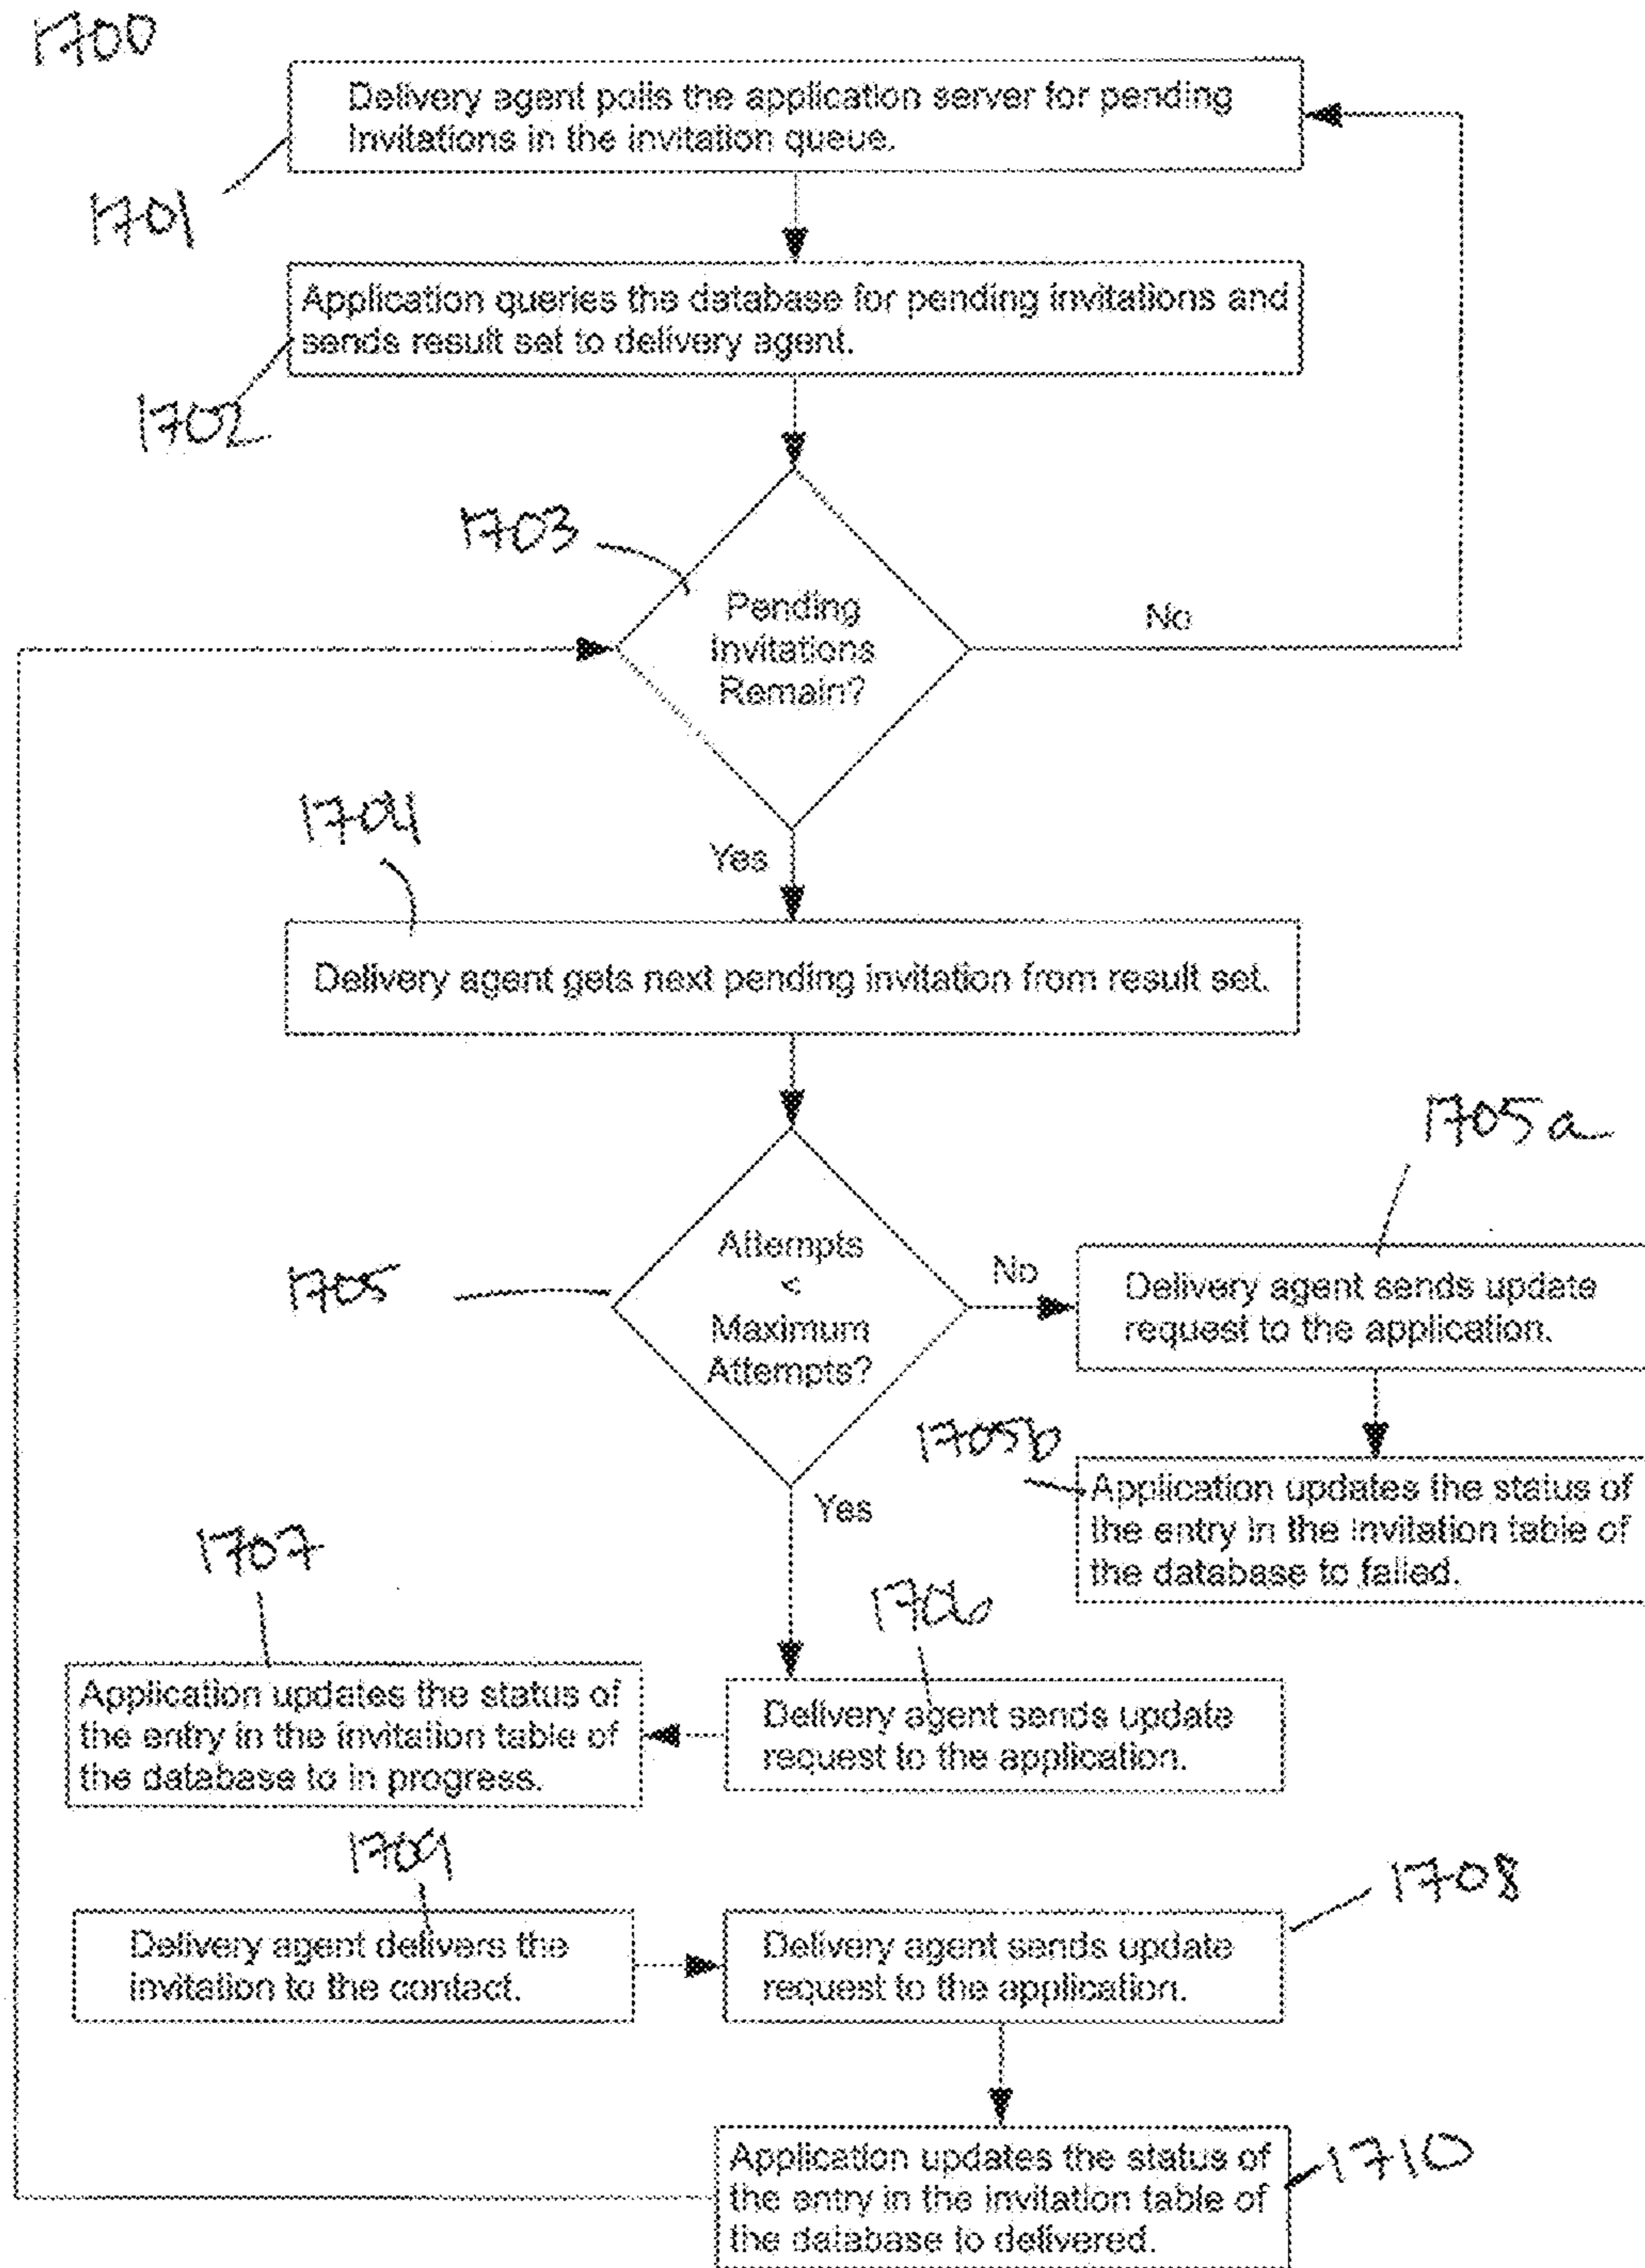 1700
Delivery agent polls the application server for pending
Invitations in the invitation queue.
1701
Application queries the database for pending invitations and
sends result set to delivery agent.
1702
1703
Pending
Invitations
Remain?
No
Yes
1704
Delivery agent gets next pending invitation from result set.
1705
Attempts
<
Maximum
Attempts?
No
1705a
Delivery agent sends update
request to the application.
1705b
Application updates the status of
the entry in the invitation table of
the database to failed.
Yes
1706
Delivery agent sends update
request to the application.
1707
Application updates the status of
the entry in the invitation table of
the database to in progress.
1709
Delivery agent delivers the
invitation to the contact.
1708
Delivery agent sends update
request to the application.
1710
Application updates the status of
the entry in the invitation table of
the database to delivered.